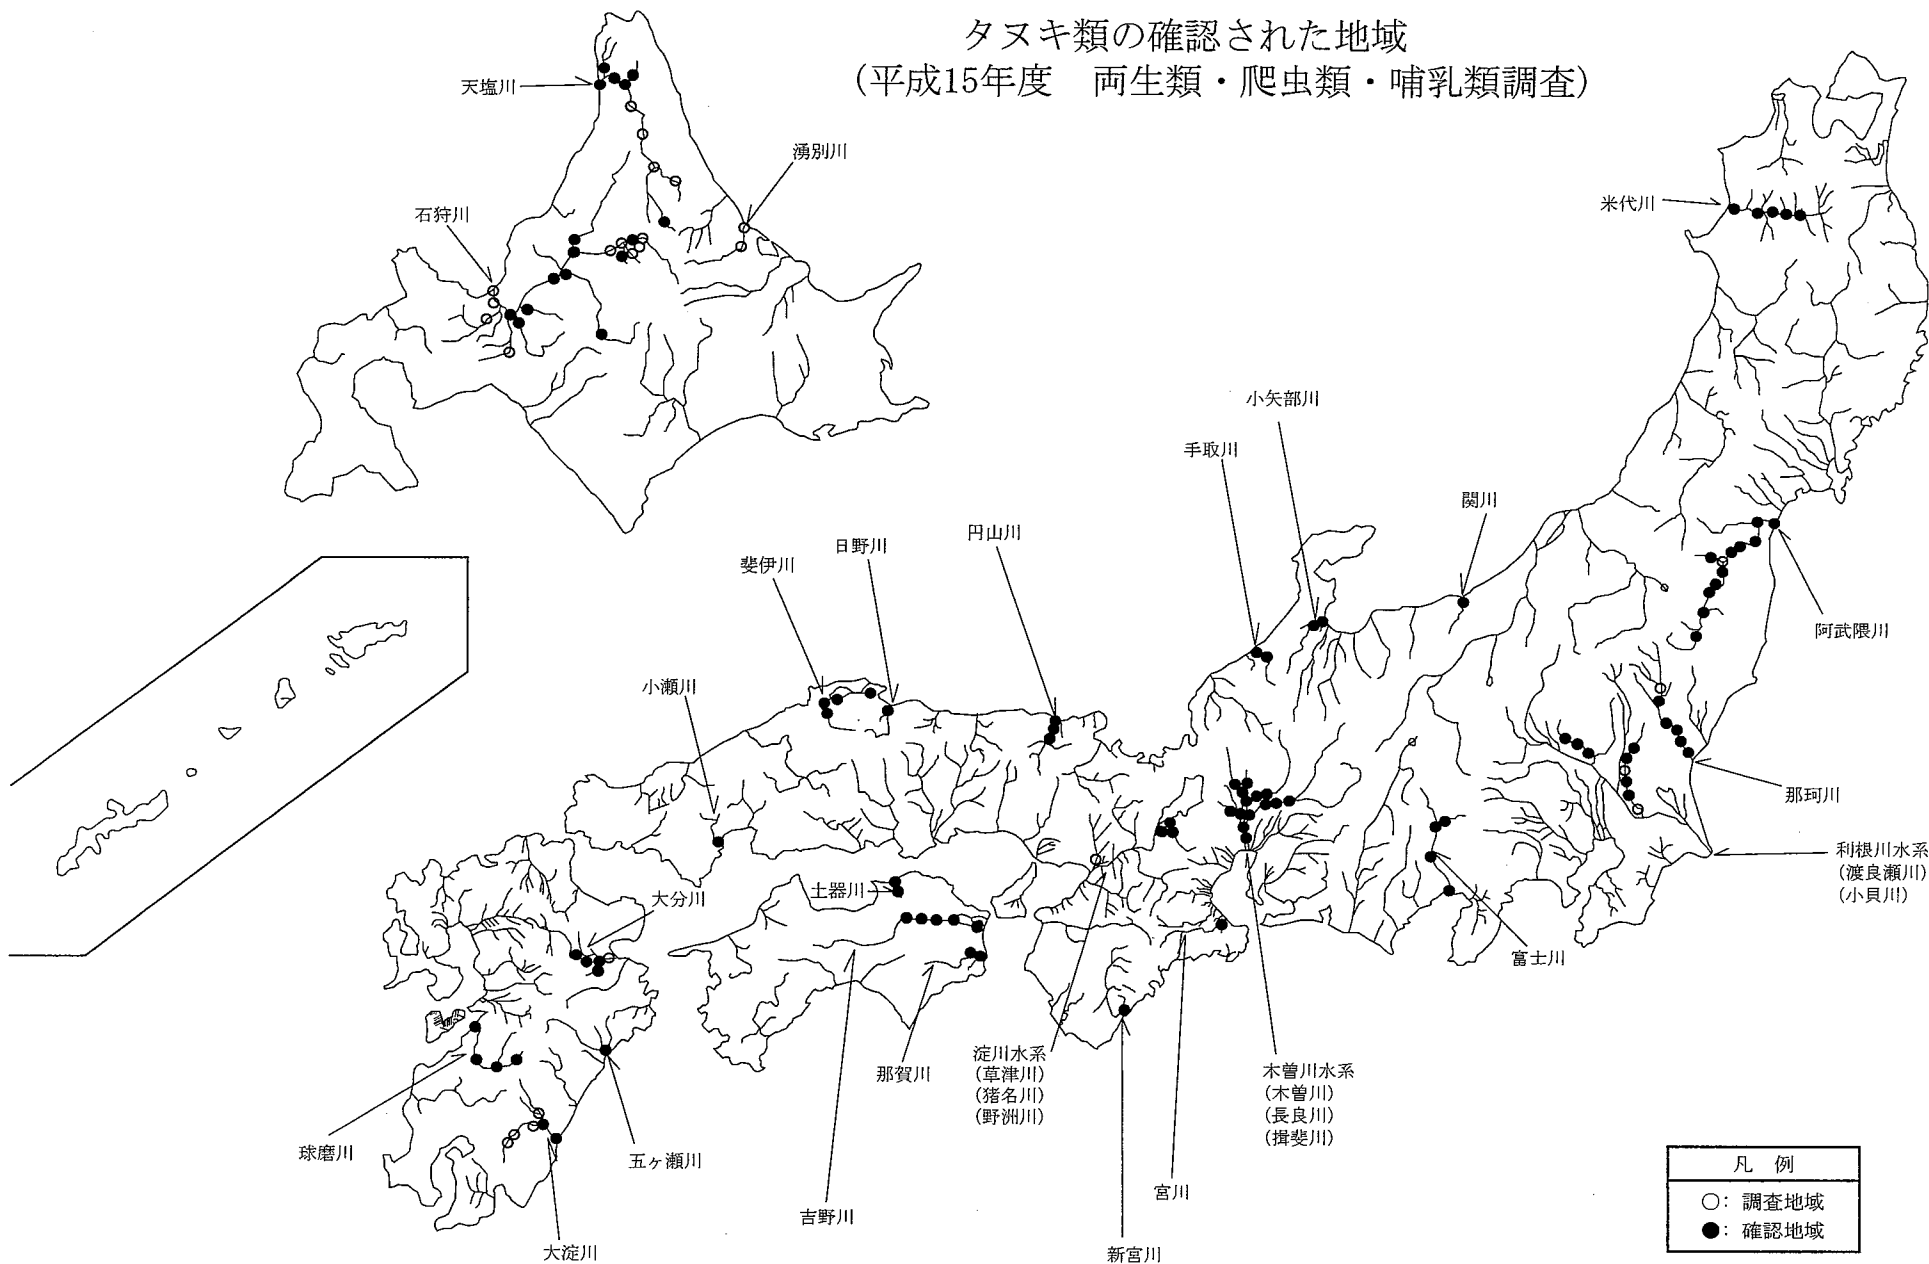 タヌキ類の確認された地域
(平成15年度　両生類・爬虫類・哺乳類調査)
天塩川
湧別川
石狩川
米代川
小矢部川
手取川
関川
円山川
日野川
斐伊川
小瀬川
阿武隈川
那珂川
利根川水系
(渡良瀬川)
(小貝川)
土器川
大分川
富士川
淀川水系
(草津川)
(猪名川)
(野洲川)
木曽川水系
(木曽川)
(長良川)
(揖斐川)
那賀川
球磨川
五ヶ瀬川
宮川
吉野川
大淀川
新宮川
凡 例
○：調査地域
●：確認地域